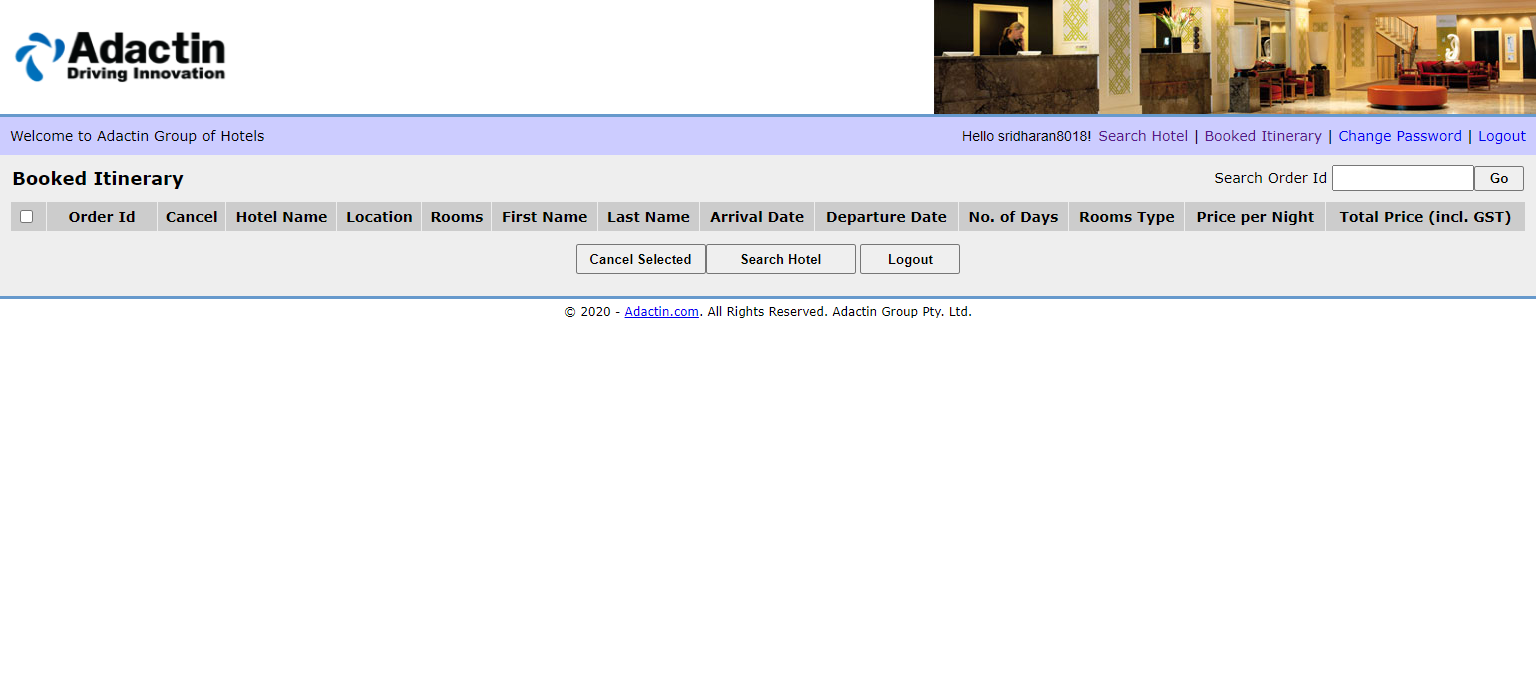 Adactin
Driving Innovation
Welcome to Adactin Group of Hotels
Hello sridharan8018! Search Hotel | Booked Itinerary | Change Password | Logout
Booked Itinerary
Search Order Id Go
Order Id Cancel Hotel Name Location Rooms First Name Last Name Arrival Date Departure Date No. of Days Rooms Type Price per Night Total Price (incl. GST)
Cancel Selected Search Hotel Logout
© 2020 - Adactin.com. All Rights Reserved. Adactin Group Pty. Ltd.